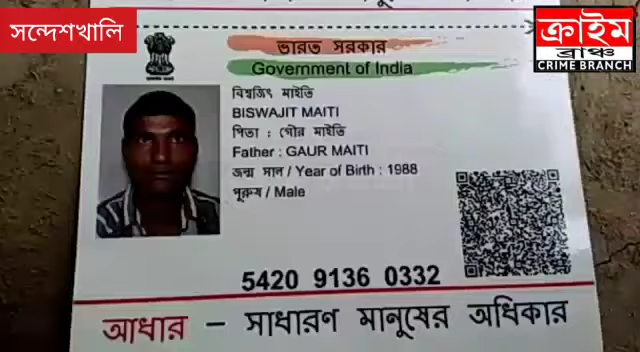 সন্দেশখালি
ক্রাইম
ব্রাঞ্চ
CRIME BRANCH
ভারত সরকার
Government of India
বিশ্বজিৎ মাইতি
BISWAJIT MAITI
পিতা : গৌর মাইতি
Father : GAUR MAITI
জন্ম সাল / Year of Birth : 1988
পুরুষ / Male
5420 9136 0332
আধার – সাধারণ মানুষের অধিকার